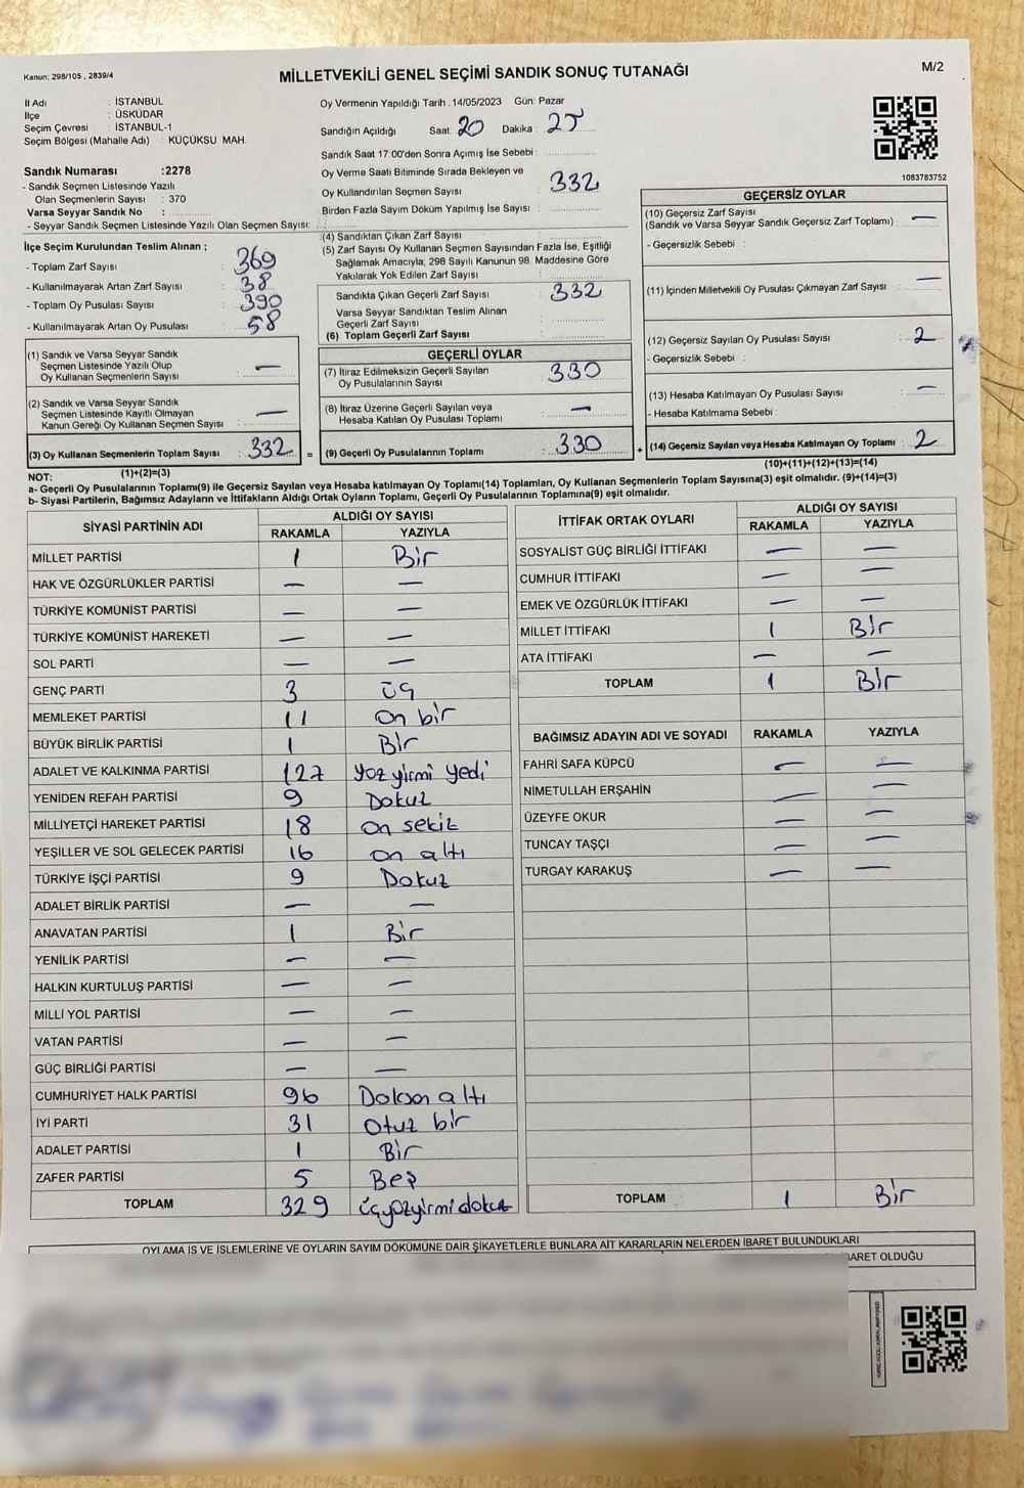 Kanun: 298/105 , 2839/4
MİLLETVEKİLİ GENEL SEÇİMİ SANDIK SONUÇ TUTANAĞI
M/2
İl Adı : İSTANBUL
İlçe : ÜSKÜDAR
Seçim Çevresi : İSTANBUL-1
Seçim Bölgesi (Mahalle Adı) : KÜÇÜKSU MAH.
Sandık Numarası :2278
- Sandık Seçmen Listesinde Yazılı
Olan Seçmenlerin Sayısı : 370
Varsa Seyyar Sandık No :
- Seyyar Sandık Seçmen Listesinde Yazılı Olan Seçmen Sayısı:
Oy Vermenin Yapıldığı Tarih : 14/05/2023 Gün: Pazar
Sandığın Açıldığı Saat: 20 Dakika: 25
Sandık Saat 17:00'den Sonra Açılmış İse Sebebi :
Oy Verme Saati Bitiminde Sırada Bekleyen ve
Oy Kullandırılan Seçmen Sayısı : 332
Birden Fazla Sayım Döküm Yapılmış İse Sayısı :
1083783752
İlçe Seçim Kurulundan Teslim Alınan ;
- Toplam Zarf Sayısı : 369
- Kullanılmayarak Artan Zarf Sayısı : 38
- Toplam Oy Pusulası Sayısı : 390
- Kullanılmayarak Artan Oy Pusulası : 58
(1) Sandık ve Varsa Seyyar Sandık
Seçmen Listesinde Yazılı Olup
Oy Kullanan Seçmenlerin Sayısı : —
(2) Sandık ve Varsa Seyyar Sandık
Seçmen Listesinde Kayıtlı Olmayan
Kanun Gereği Oy Kullanan Seçmen Sayısı : —
(3) Oy Kullanan Seçmenlerin Toplam Sayısı : 332
(1)+(2)=(3)
(4) Sandıktan Çıkan Zarf Sayısı :
(5) Zarf Sayısı Oy Kullanan Seçmen Sayısından Fazla İse, Eşitliği
Sağlamak Amacıyla, 298 Sayılı Kanunun 98. Maddesine Göre
Yakılarak Yok Edilen Zarf Sayısı :
Sandıkta Çıkan Geçerli Zarf Sayısı : 332
Varsa Seyyar Sandıktan Teslim Alınan
Geçerli Zarf Sayısı :
(6) Toplam Geçerli Zarf Sayısı :
GEÇERLİ OYLAR
(7) İtiraz Edilmeksizin Geçerli Sayılan
Oy Pusulalarının Sayısı : 330
(8) İtiraz Üzerine Geçerli Sayılan veya
Hesaba Katılan Oy Pusulası Toplamı : —
= (9) Geçerli Oy Pusulalarının Toplamı : 330
GEÇERSİZ OYLAR
(10) Geçersiz Zarf Sayısı
(Sandık ve Varsa Seyyar Sandık Geçersiz Zarf Toplamı) : —
- Geçersizlik Sebebi :
(11) İçinden Milletvekili Oy Pusulası Çıkmayan Zarf Sayısı : —
(12) Geçersiz Sayılan Oy Pusulası Sayısı : 2
- Geçersizlik Sebebi :
(13) Hesaba Katılmayan Oy Pusulası Sayısı : —
- Hesaba Katılmama Sebebi :
+ (14) Geçersiz Sayılan veya Hesaba Katılmayan Oy Toplamı : 2
(10)+(11)+(12)+(13)=(14)
NOT:
a- Geçerli Oy Pusulalarının Toplamı(9) ile Geçersiz Sayılan veya Hesaba katılmayan Oy Toplamı(14) Toplamları, Oy Kullanan Seçmenlerin Toplam Sayısına(3) eşit olmalıdır. (9)+(14)=(3)
b- Siyasi Partilerin, Bağımsız Adayların ve İttifakların Aldığı Ortak Oyların Toplamı, Geçerli Oy Pusulalarının Toplamına(9) eşit olmalıdır.
SİYASİ PARTİNİN ADI
ALDIĞI OY SAYISI
RAKAMLA YAZIYLA
MİLLET PARTİSİ 1 Bir
HAK VE ÖZGÜRLÜKLER PARTİSİ — —
TÜRKİYE KOMÜNİST PARTİSİ — —
TÜRKİYE KOMÜNİST HAREKETİ — —
SOL PARTİ — —
GENÇ PARTİ 3 üç
MEMLEKET PARTİSİ 11 on bir
BÜYÜK BİRLİK PARTİSİ 1 Bir
ADALET VE KALKINMA PARTİSİ 127 yüz yirmi yedi
YENİDEN REFAH PARTİSİ 9 Dokuz
MİLLİYETÇİ HAREKET PARTİSİ 18 on sekiz
YEŞİLLER VE SOL GELECEK PARTİSİ 16 on altı
TÜRKİYE İŞÇİ PARTİSİ 9 Dokuz
ADALET BİRLİK PARTİSİ — —
ANAVATAN PARTİSİ 1 Bir
YENİLİK PARTİSİ — —
HALKIN KURTULUŞ PARTİSİ — —
MİLLİ YOL PARTİSİ — —
VATAN PARTİSİ — —
GÜÇ BİRLİĞİ PARTİSİ — —
CUMHURİYET HALK PARTİSİ 96 Doksan altı
İYİ PARTİ 31 otuz bir
ADALET PARTİSİ 1 Bir
ZAFER PARTİSİ 5 Beş
TOPLAM 329 üçyüzyirmidokuz
İTTİFAK ORTAK OYLARI
ALDIĞI OY SAYISI
RAKAMLA YAZIYLA
SOSYALİST GÜÇ BİRLİĞİ İTTİFAKI — —
CUMHUR İTTİFAKI — —
EMEK VE ÖZGÜRLÜK İTTİFAKI — —
MİLLET İTTİFAKI 1 Bir
ATA İTTİFAKI — —
TOPLAM 1 Bir
BAĞIMSIZ ADAYIN ADI VE SOYADI RAKAMLA YAZIYLA
FAHRİ SAFA KÜPCÜ — —
NİMETULLAH ERŞAHİN — —
ÜZEYFE OKUR — —
TUNCAY TAŞÇI — —
TURGAY KARAKUŞ — —
TOPLAM 1 Bir
OYLAMA İŞ VE İŞLEMLERİNE VE OYLARIN SAYIM DÖKÜMÜNE DAİR ŞİKAYETLERLE BUNLARA AİT KARARLARIN NELERDEN İBARET BULUNDUKLARI
BARET OLDUĞU